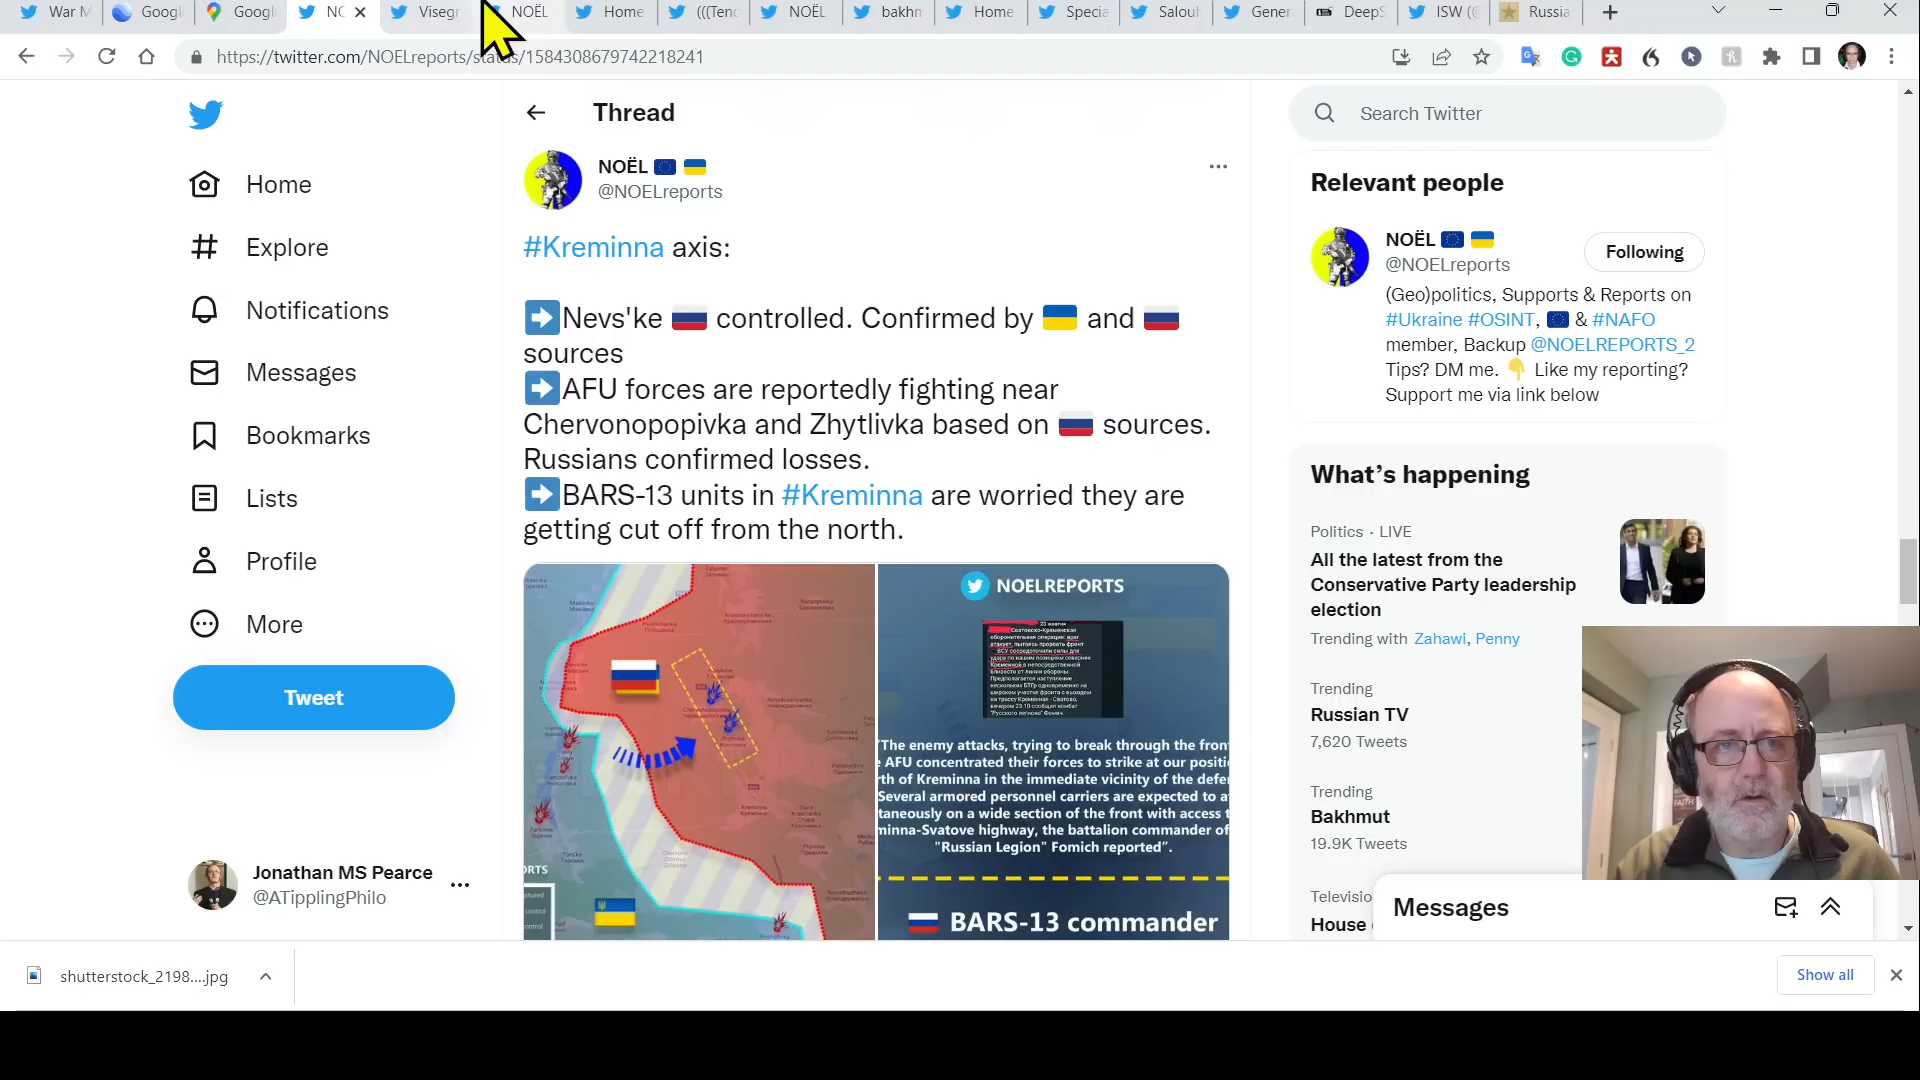 War M
Googl
Googl
NC
Visegr
NOËL
Home
(((Tend
NOËL
bakhm
Home
Specia
Salouh
Gener
DeepS
ISW (@
Russia
https://twitter.com/NOELreports/status/1584308679742218241
Home
Explore
Notifications
Messages
Bookmarks
Lists
Profile
More
Tweet
Jonathan MS Pearce
@ATipplingPhilo
Thread
NOËL
@NOELreports
#Kreminna axis:
Nevs'ke controlled. Confirmed by and
sources
AFU forces are reportedly fighting near
Chervonopopivka and Zhytlivka based on sources.
Russians confirmed losses.
BARS-13 units in #Kreminna are worried they are
getting cut off from the north.
NOELREPORTS
"The enemy attacks, trying to break through the fron
AFU concentrated their forces to strike at our positi
rth of Kreminna in the immediate vicinity of the defe
Several armored personnel carriers are expected to a
taneously on a wide section of the front with access t
minna-Svatove highway, the battalion commander of
"Russian Legion" Fomich reported".
BARS-13 commander
ORTS
Search Twitter
Relevant people
NOËL
@NOELreports
Following
(Geo)politics, Supports & Reports on
#Ukraine #OSINT, & #NAFO
member, Backup @NOELREPORTS_2
Tips? DM me. Like my reporting?
Support me via link below
What's happening
Politics · LIVE
All the latest from the
Conservative Party leadership
election
Trending with Zahawi, Penny
Trending
Russian TV
7,620 Tweets
Trending
Bakhmut
19.9K Tweets
Televisio
House
Messages
shutterstock_2198....jpg
Show all